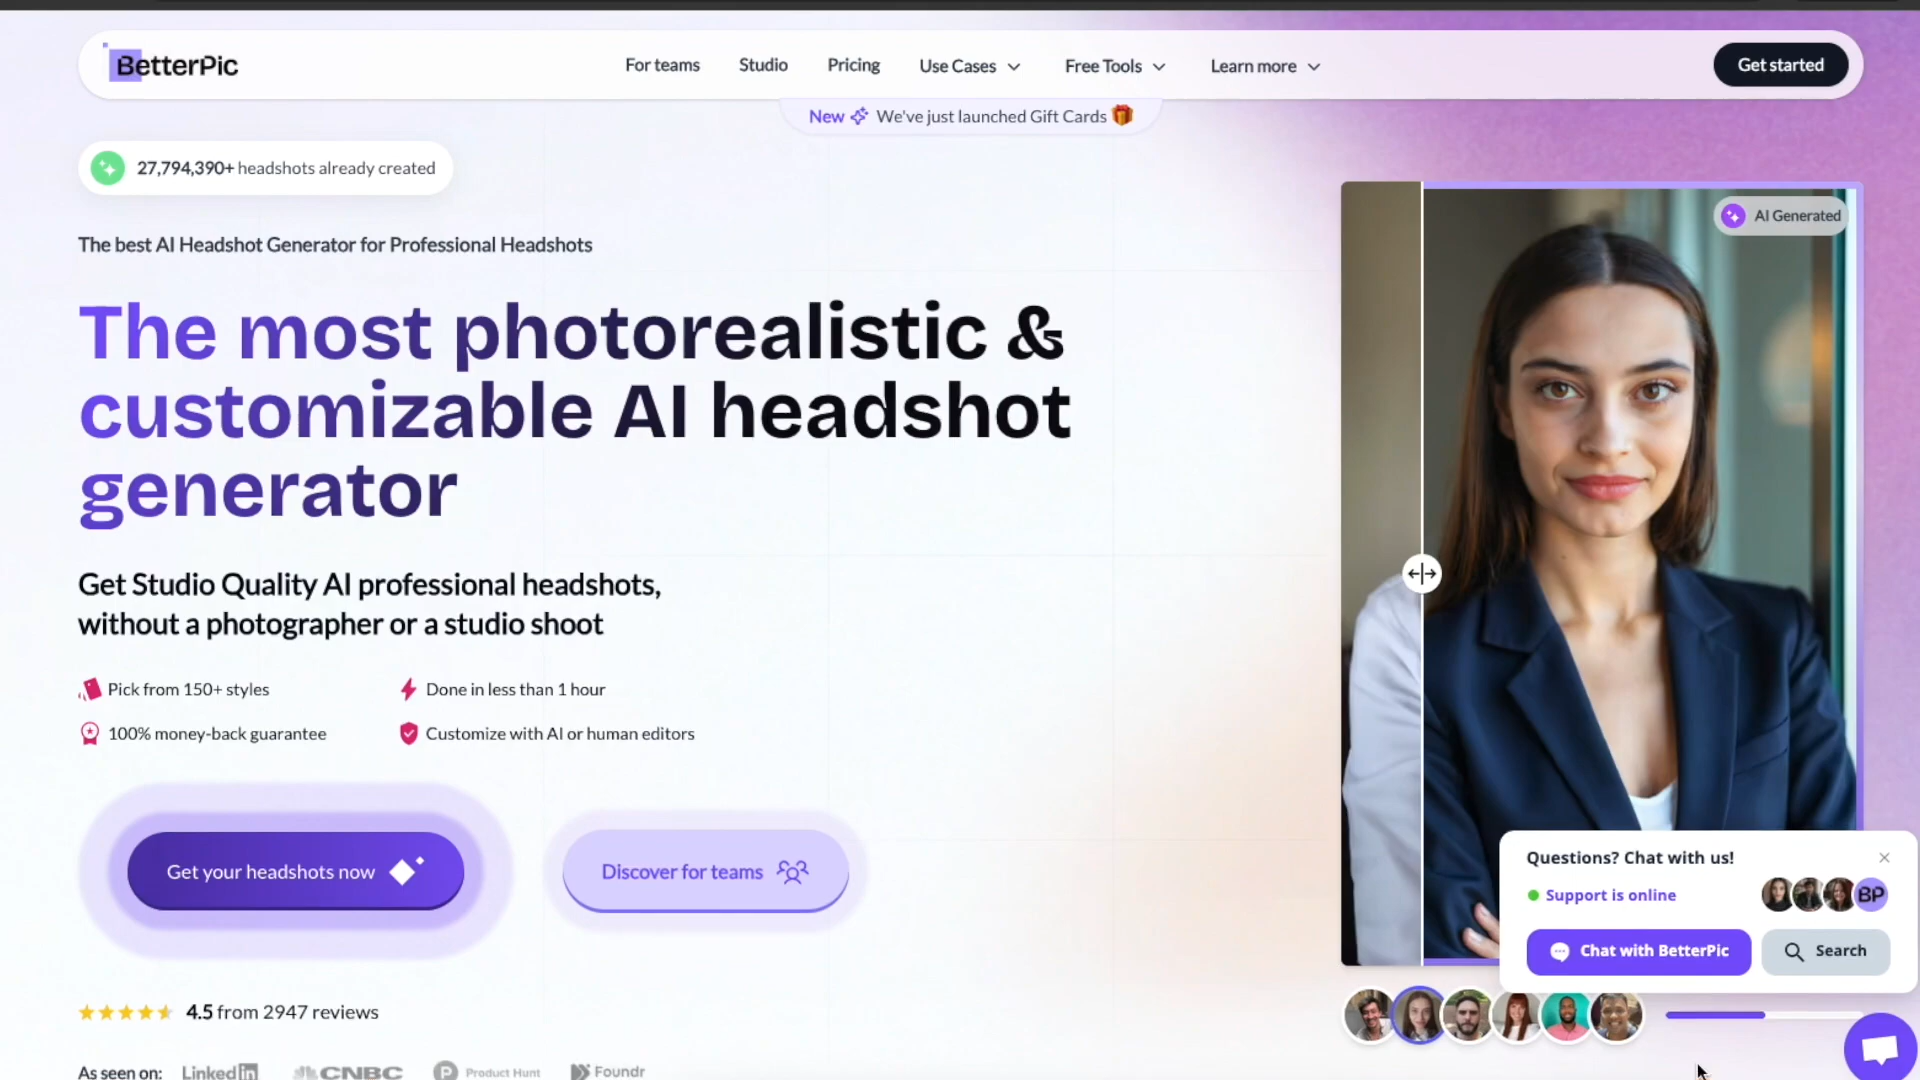 BetterPic
For teams
Studio
Pricing
Use Cases
Free Tools
Learn more
Get started
New We've just launched Gift Cards
27,794,390+ headshots already created
The best AI Headshot Generator for Professional Headshots
The most photorealistic &
customizable AI headshot
generator
Get Studio Quality AI professional headshots,
without a photographer or a studio shoot
Pick from 150+ styles
Done in less than 1 hour
100% money-back guarantee
Customize with AI or human editors
Get your headshots now
Discover for teams
4.5 from 2947 reviews
As seen on:
LinkedIn
CNBC
Product Hunt
Foundr
AI Generated
Questions? Chat with us!
Support is online
BP
Chat with BetterPic
Search